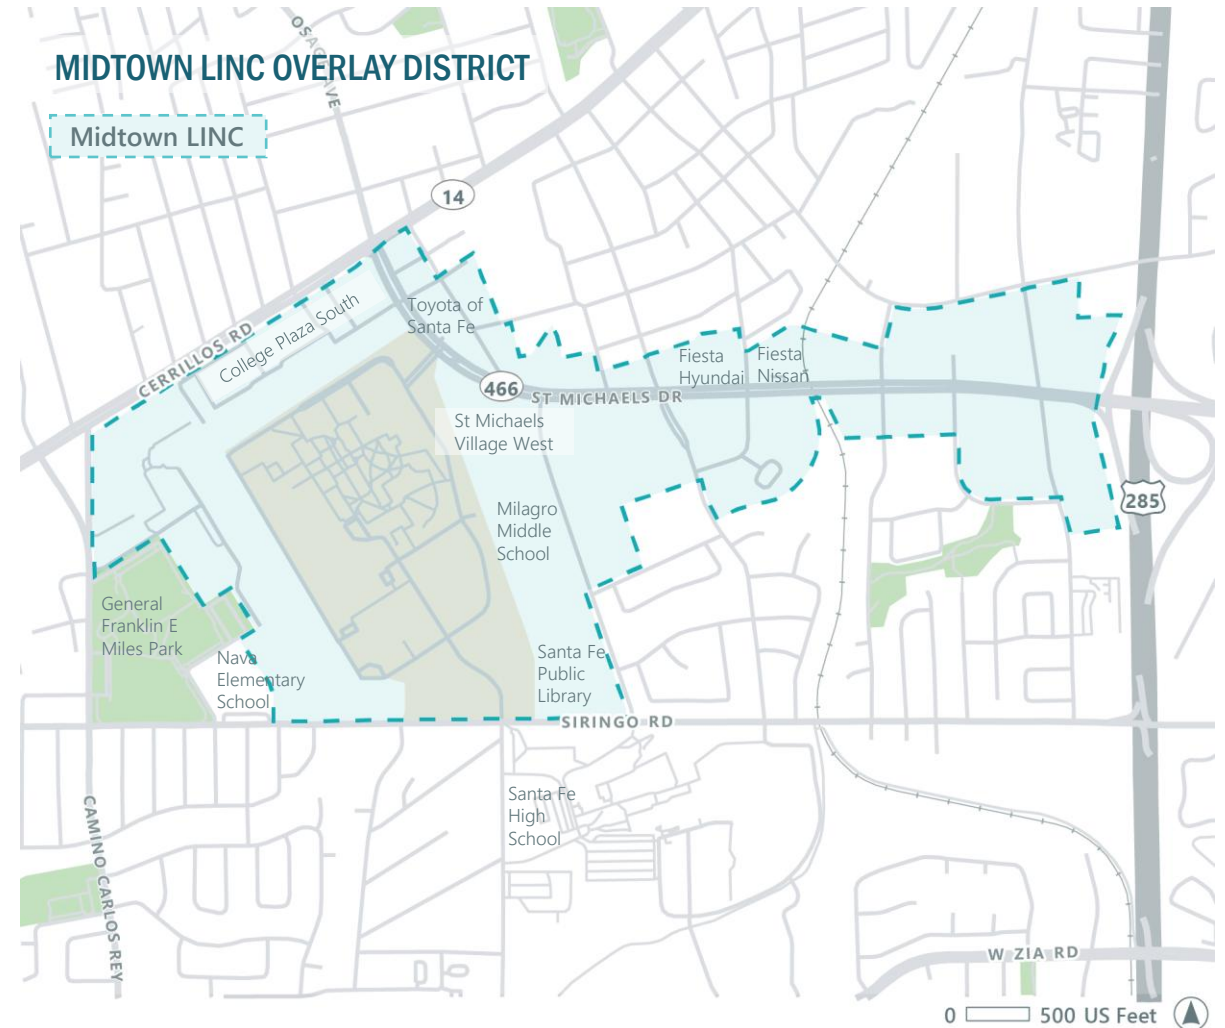 OSAGE AVE
MIDTOWN LINC OVERLAY DISTRICT
Midtown LINC
14
CERRILLOS RD
College Plaza South
Toyota of
Santa Fe
466
ST MICHAELS DR
Fiesta
Hyundai
Fiesta
Nissan
St Michaels
Village West
285
Milagro
Middle
School
General
Franklin E
Miles Park
Nava
Elementary
School
Santa Fe
Public
Library
SIRINGO RD
Santa Fe
High
School
CAMINO CARLOS REY
W ZIA RD
0 500 US Feet